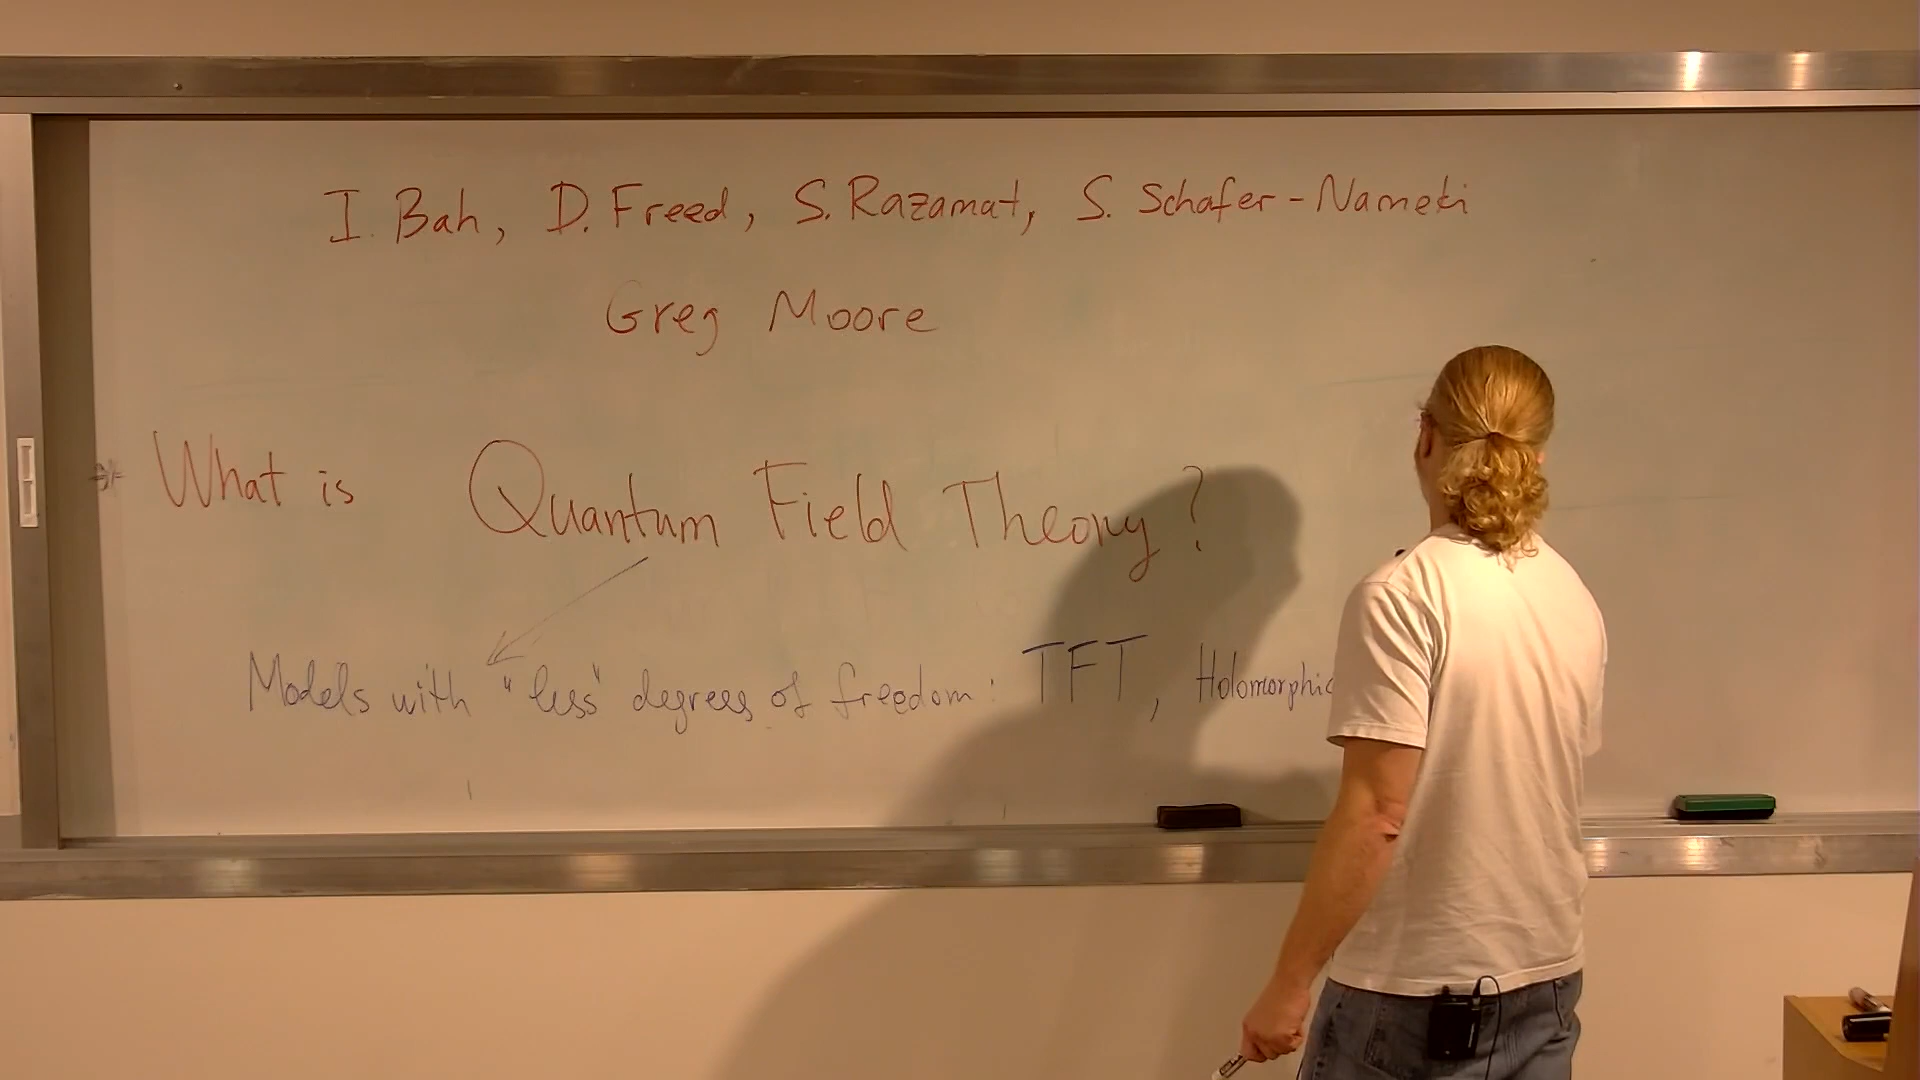 I. Bah, D. Freed, S. Razamat, S. Schafer-Nameki
Greg Moore
What is Quantum Field Theory?
Models with "less" degrees of freedom: TFT, Holomorphic